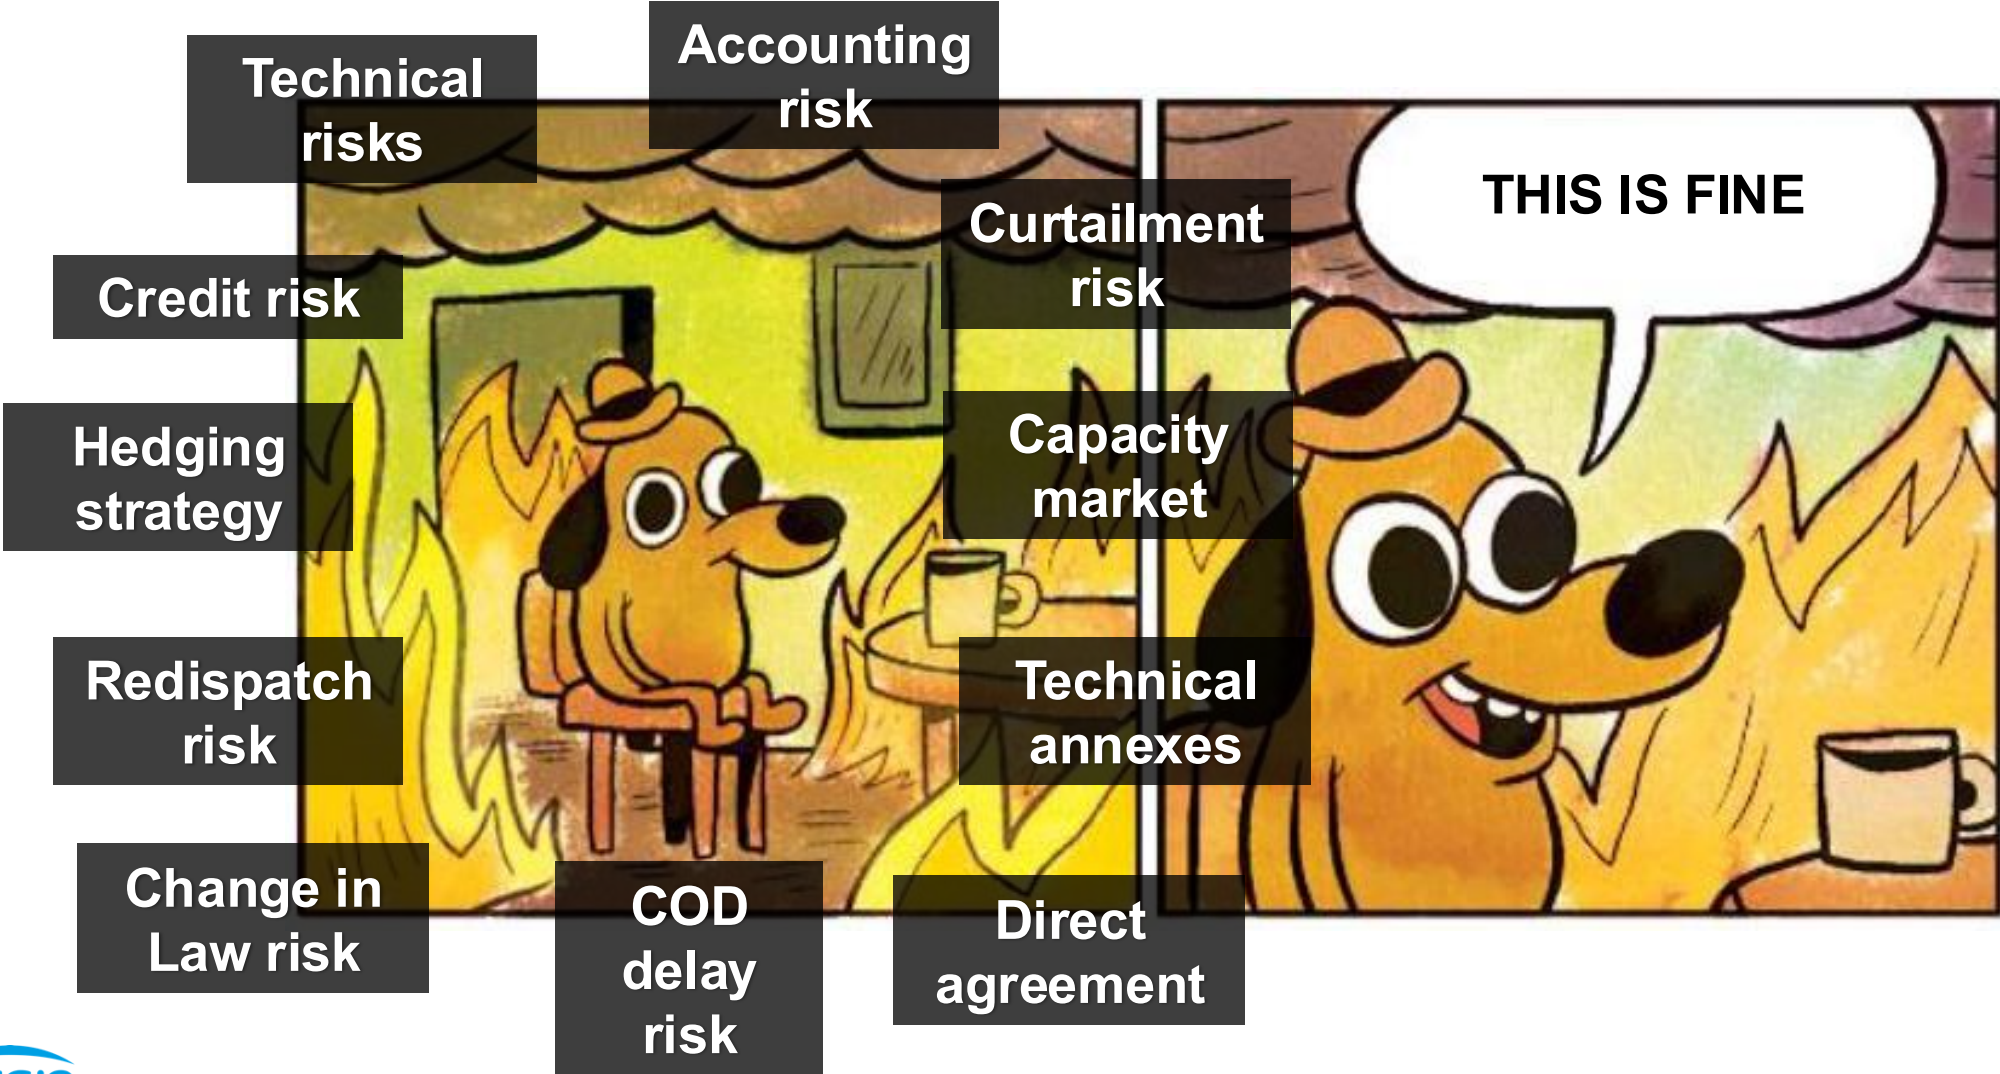 Accounting
risk
Technical
risks
THIS IS FINE
Curtailment
risk
Credit risk
Capacity
market
Hedging
strategy
Redispatch
risk
Technical
annexes
Change in
Law risk
COD
delay
risk
Direct
agreement